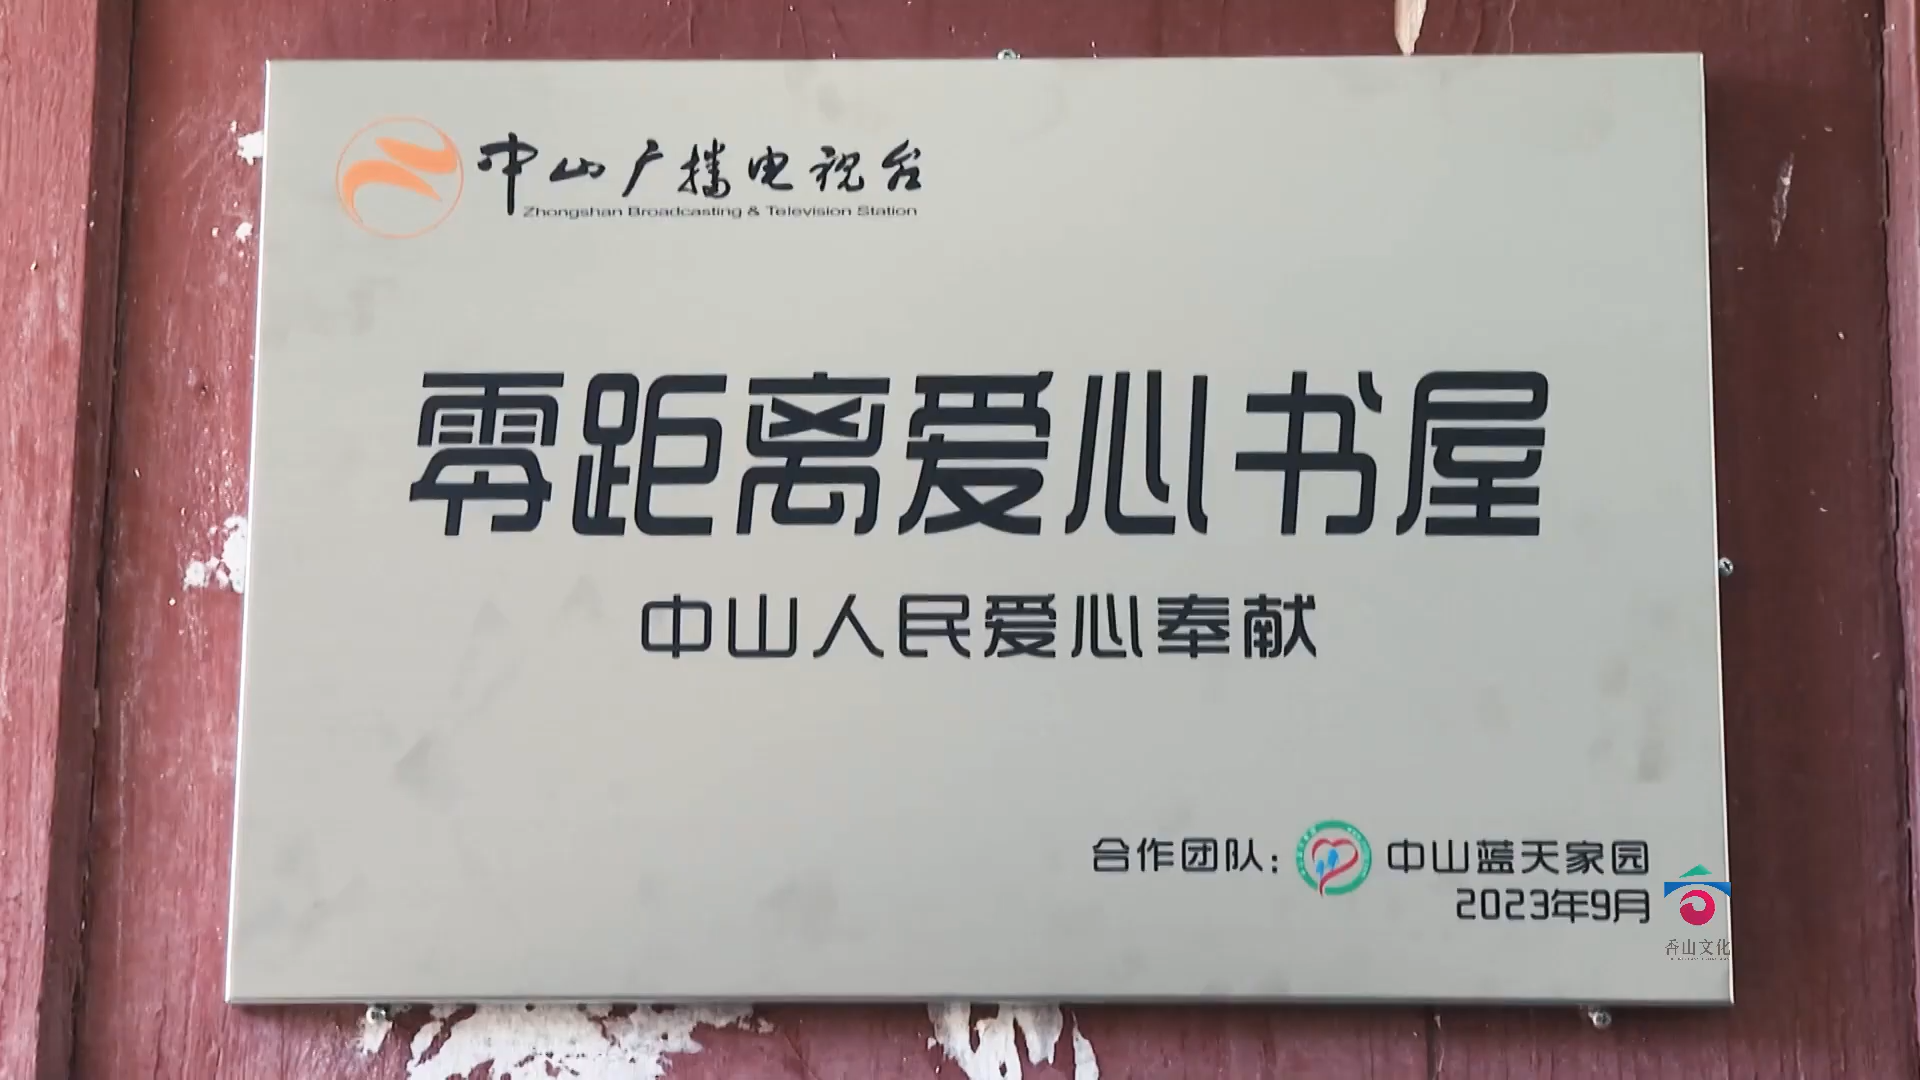 中山广播电视台
Zhongshan Broadcasting & Television Station
零距离爱心书屋
中山人民爱心奉献
合作团队：中山蓝天家园
2023年9月
香山文化